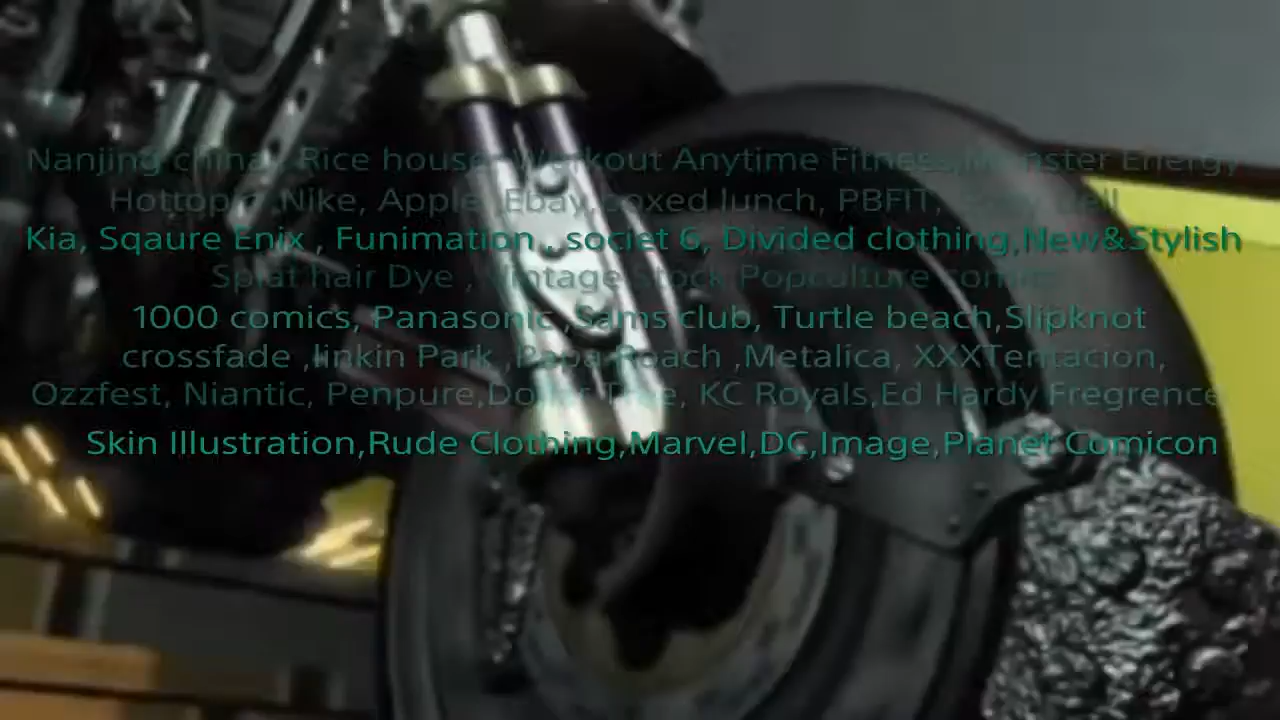 Nanjing china, Rice house, Workout Anytime Fitness,Monster Energy
Hottopic,Nike, Apple, Ebay,boxed lunch, PBFIT,
Kia, Sqaure Enix , Funimation , societ 6, Divided clothing,New&Stylish
Splat hair Dye , Vintage Stock Popculture comics
1000 comics, Panasonic ,Sams club, Turtle beach,Slipknot
crossfade ,linkin Park ,Papa Roach ,Metalica, XXXTentacion,
Ozzfest, Niantic, Penpure,Dollar Tree, KC Royals,Ed Hardy Fregrence
Skin Illustration,Rude Clothing,Marvel,DC,Image,Planet Comicon